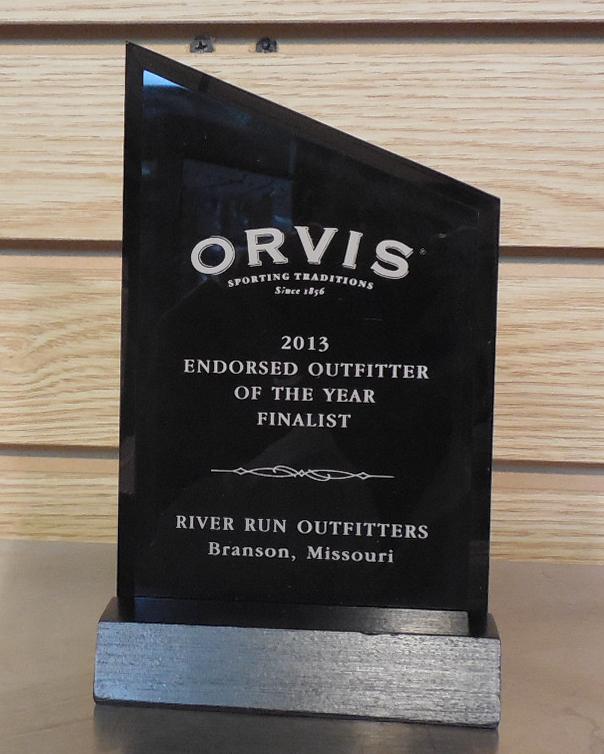 ORVIS®
SPORTING TRADITIONS
Since 1856
2013
ENDORSED OUTFITTER
OF THE YEAR
FINALIST
RIVER RUN OUTFITTERS
Branson, Missouri